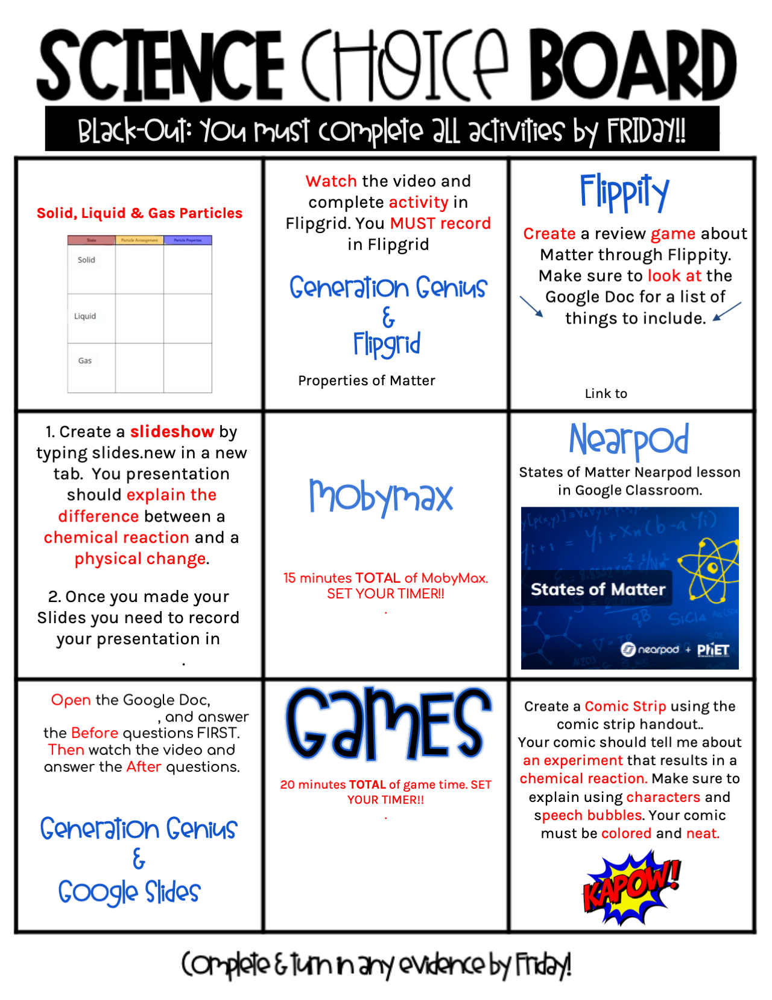 SCIENCE CHOICE BOARD
Black-Out: You must complete ALL activities by FRIDAY!!
Solid, Liquid & Gas Particles
State Particle Arrangement Particle Properties
Solid
Liquid
Gas
Watch the video and
complete activity in
Flipgrid. You MUST record
in Flipgrid
Generation Genius
&
Flipgrid
Properties of Matter
Flippity
Create a review game about
Matter through Flippity.
Make sure to look at the
Google Doc for a list of
things to include.
Link to
1. Create a slideshow by
typing slides.new in a new
tab. You presentation
should explain the
difference between a
chemical reaction and a
physical change.
2. Once you made your
Slides you need to record
your presentation in
.
mobymax
15 minutes TOTAL of MobyMax.
SET YOUR TIMER!!
.
Nearpod
States of Matter Nearpod lesson
in Google Classroom.
States of Matter
nearpod + PhET
Open the Google Doc,
, and answer
the Before questions FIRST.
Then watch the video and
answer the After questions.
Generation Genius
&
Google Slides
GAMES
20 minutes TOTAL of game time. SET
YOUR TIMER!!
.
Create a Comic Strip using the
comic strip handout..
Your comic should tell me about
an experiment that results in a
chemical reaction. Make sure to
explain using characters and
speech bubbles. Your comic
must be colored and neat.
KAPOW!
Complete & turn in any evidence by Friday!